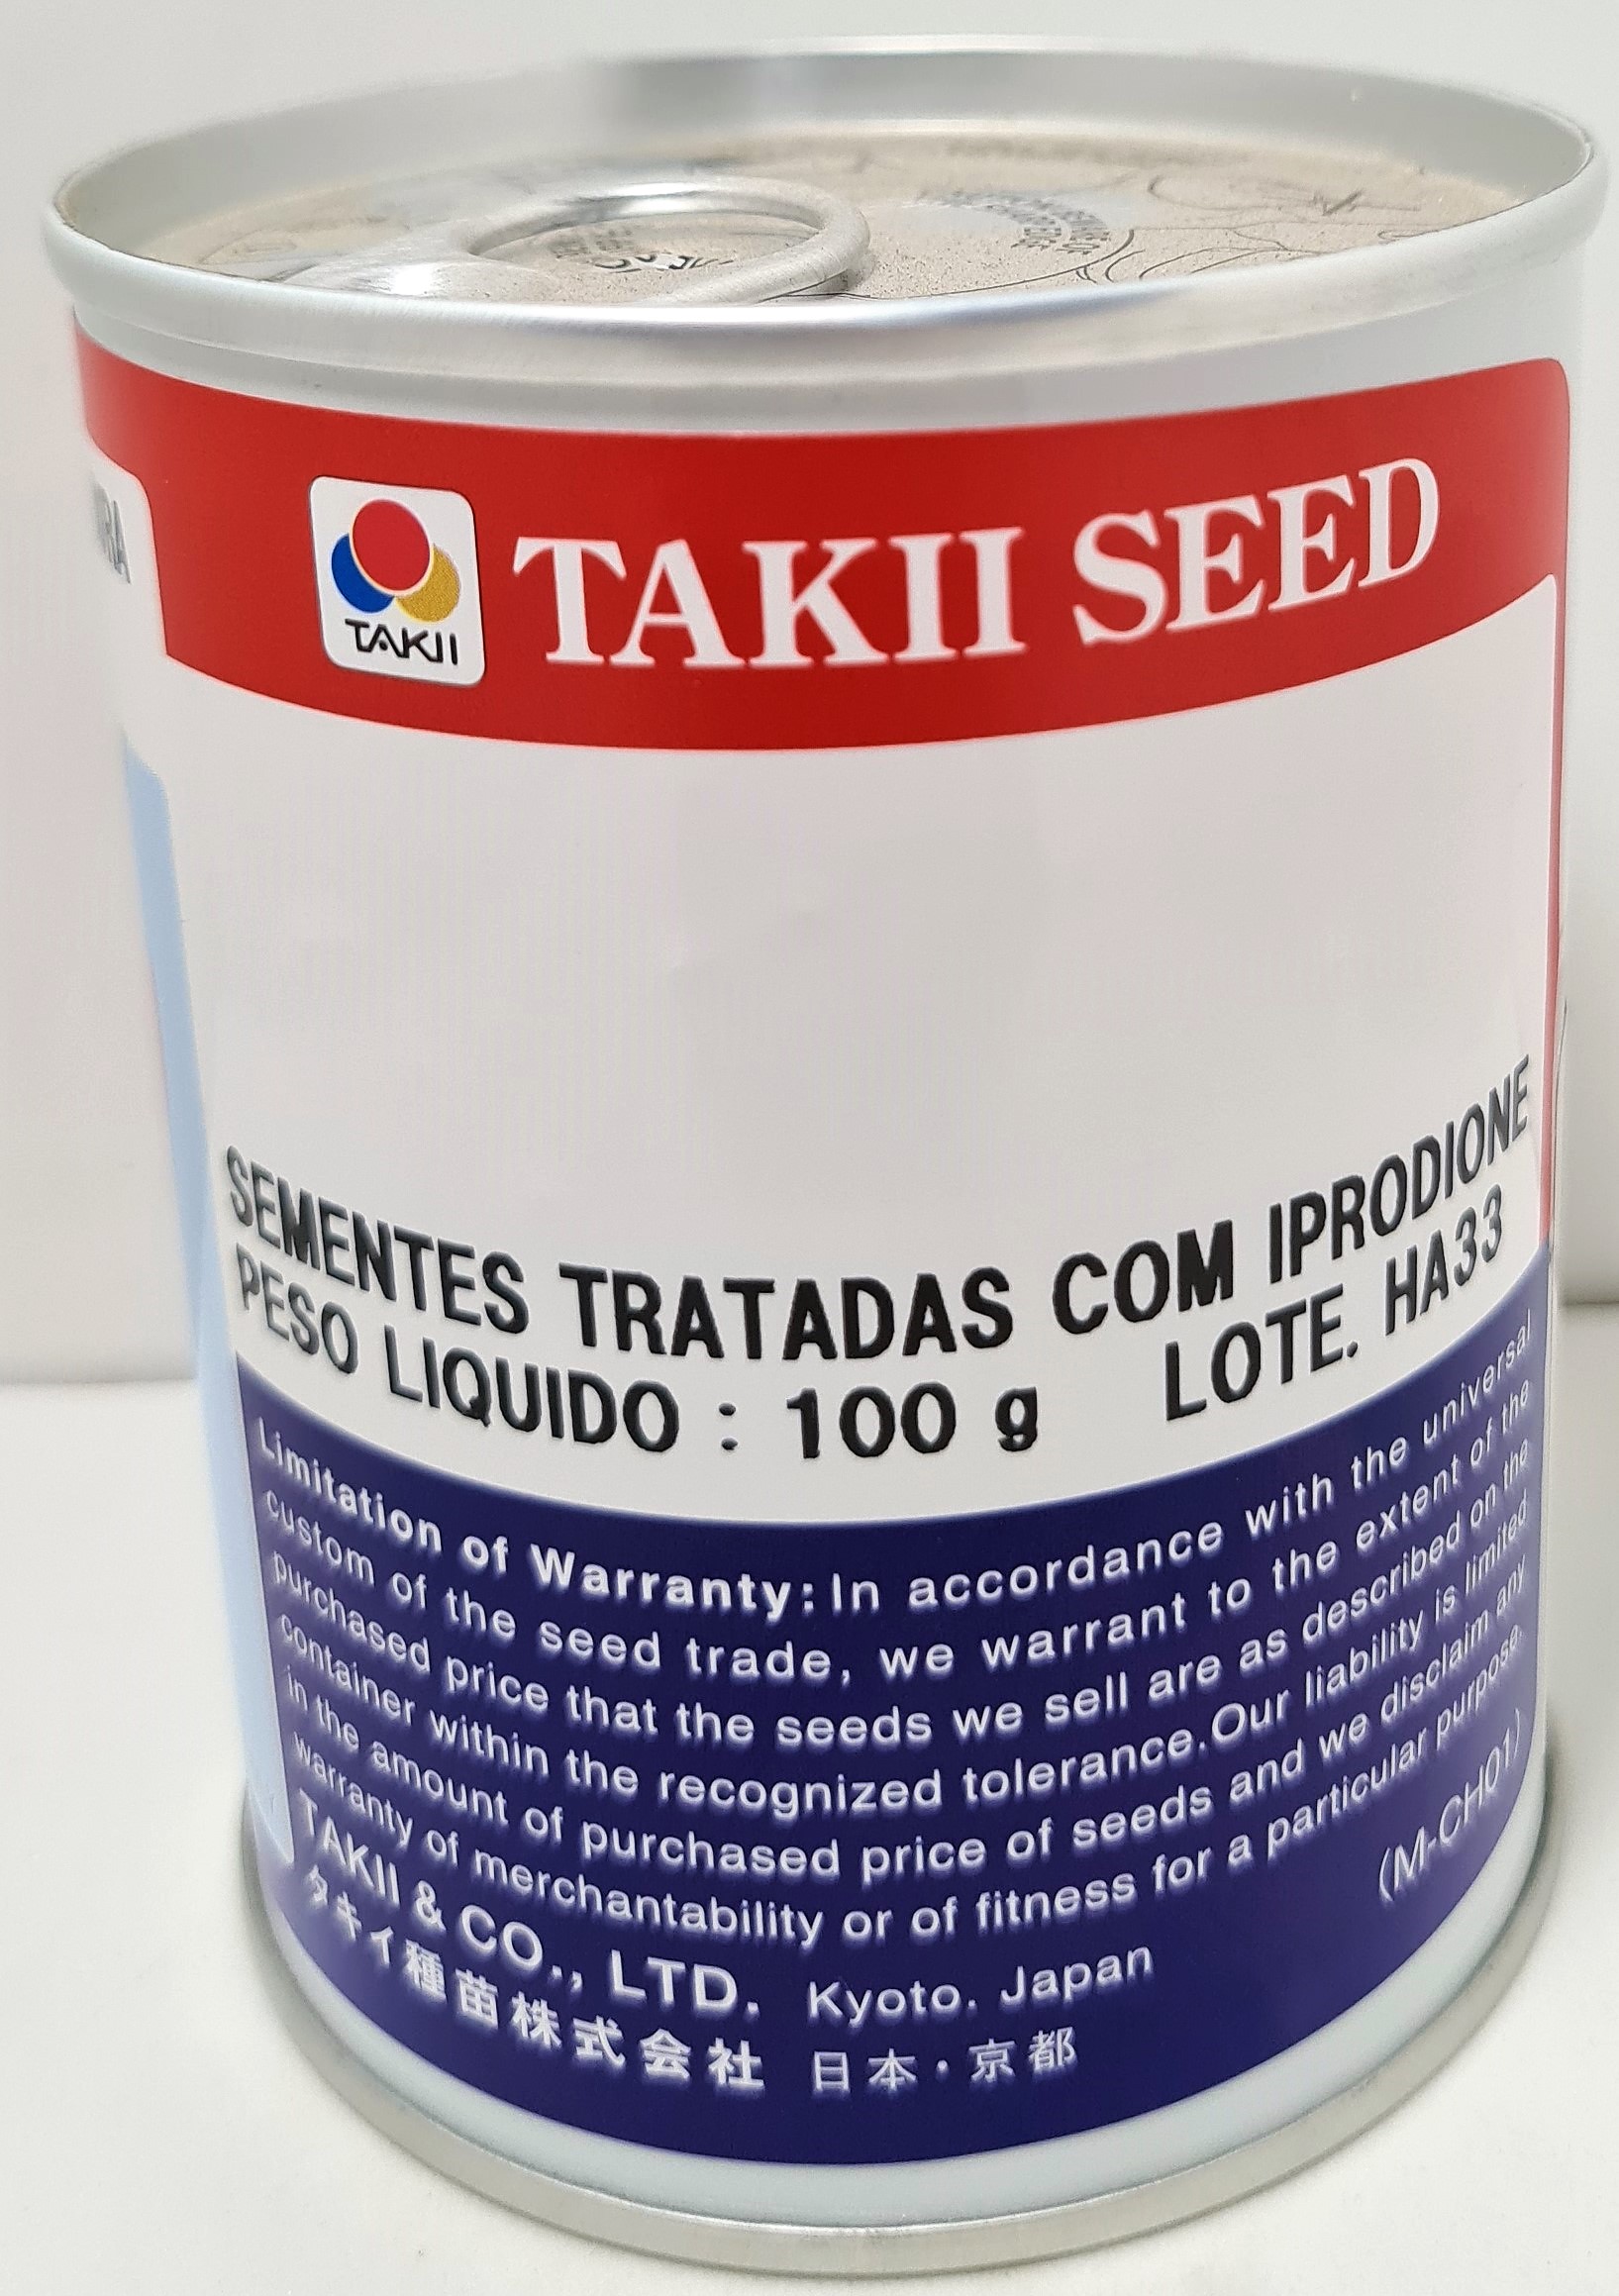 TAKII
TAKII SEED
SEMENTES TRATADAS COM IPRODIONE
PESO LIQUIDO : 100 g LOTE. HA33
Limitation of Warranty: In accordance with the universal
custom of the seed trade, we warrant to the extent of the
purchased price that the seeds we sell are as described on the
container within the recognized tolerance. Our liability is limited
in the amount of purchased price of seeds and we disclaim any
warranty of merchantability or of fitness for a particular purpose.
(M-CH01)
TAKII & CO., LTD. Kyoto. Japan
タキイ種苗株式会社 日本・京都